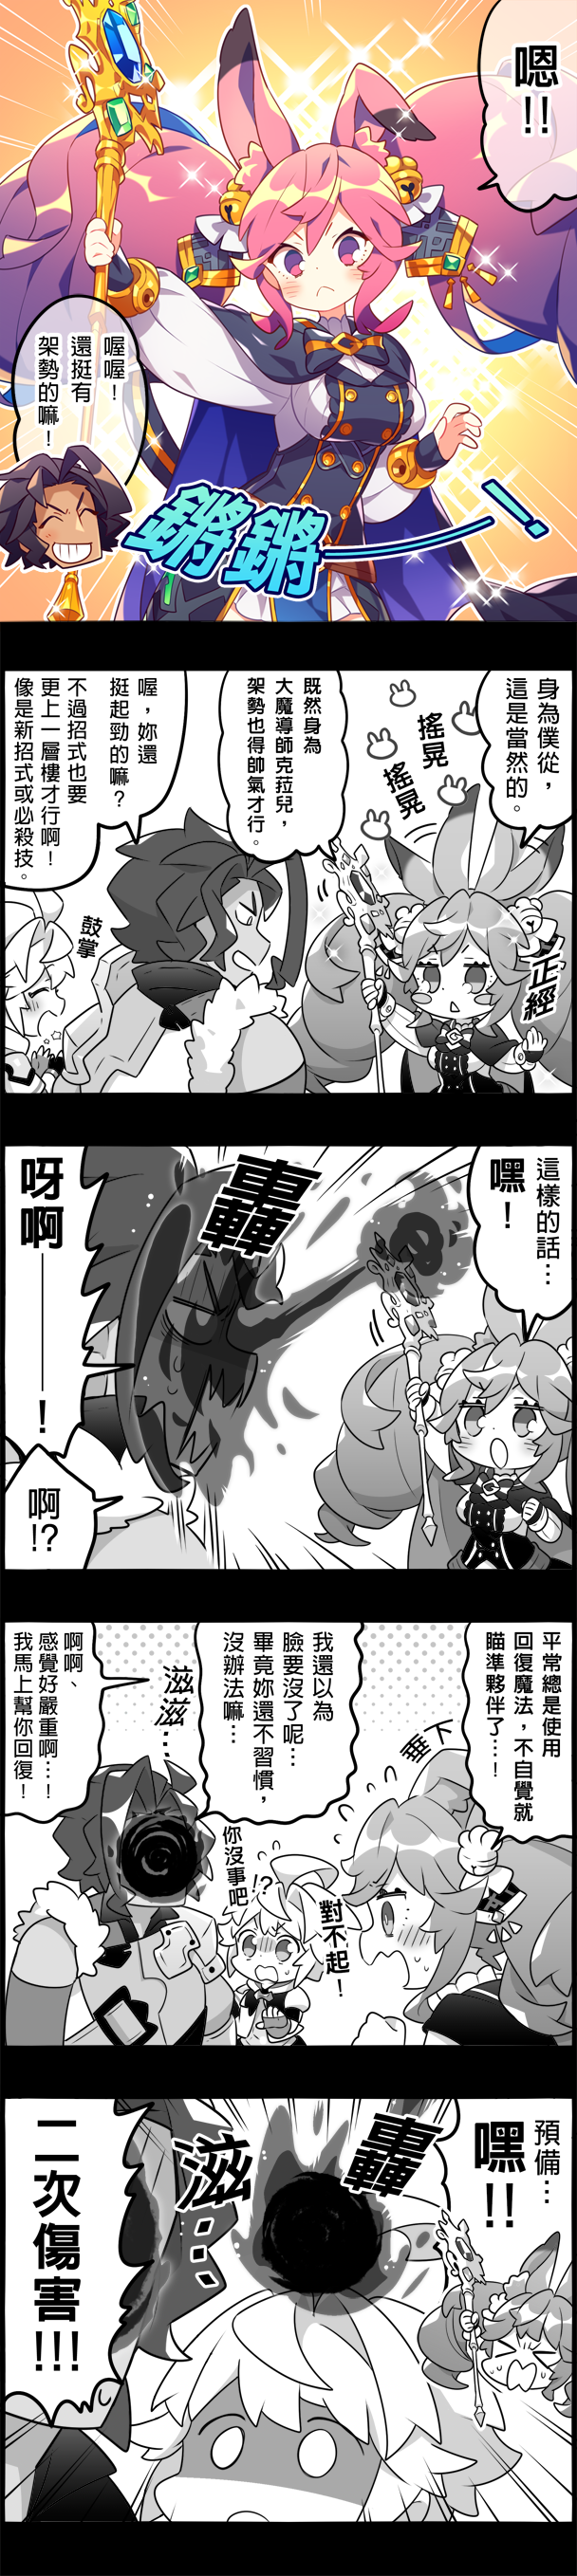 嗯!!
喔喔！
還挺有
架勢的嘛！
鏘鏘——！
身為僕從，
這是當然的。
搖晃
搖晃
正經
既然身為
大魔導師克拉兒，
架勢也得帥氣才行。
喔，妳還
挺起勁的嘛？
不過招式也要
更上一層樓才行啊！
像是新招式或必殺技。
鼓掌
這樣的話…
嘿！
轟
呀啊——！
啊!?
平常總是使用
回復魔法，不自覺就
瞄準夥伴了…！
垂下
對不起！
我還以為
臉要沒了呢…
畢竟妳還不習慣，
沒辦法嘛…
!?
你沒事吧
滋滋…
啊啊、
感覺好嚴重啊…！
我馬上幫你回復！
預備…
嘿!!
轟
滋……
二次傷害!!!